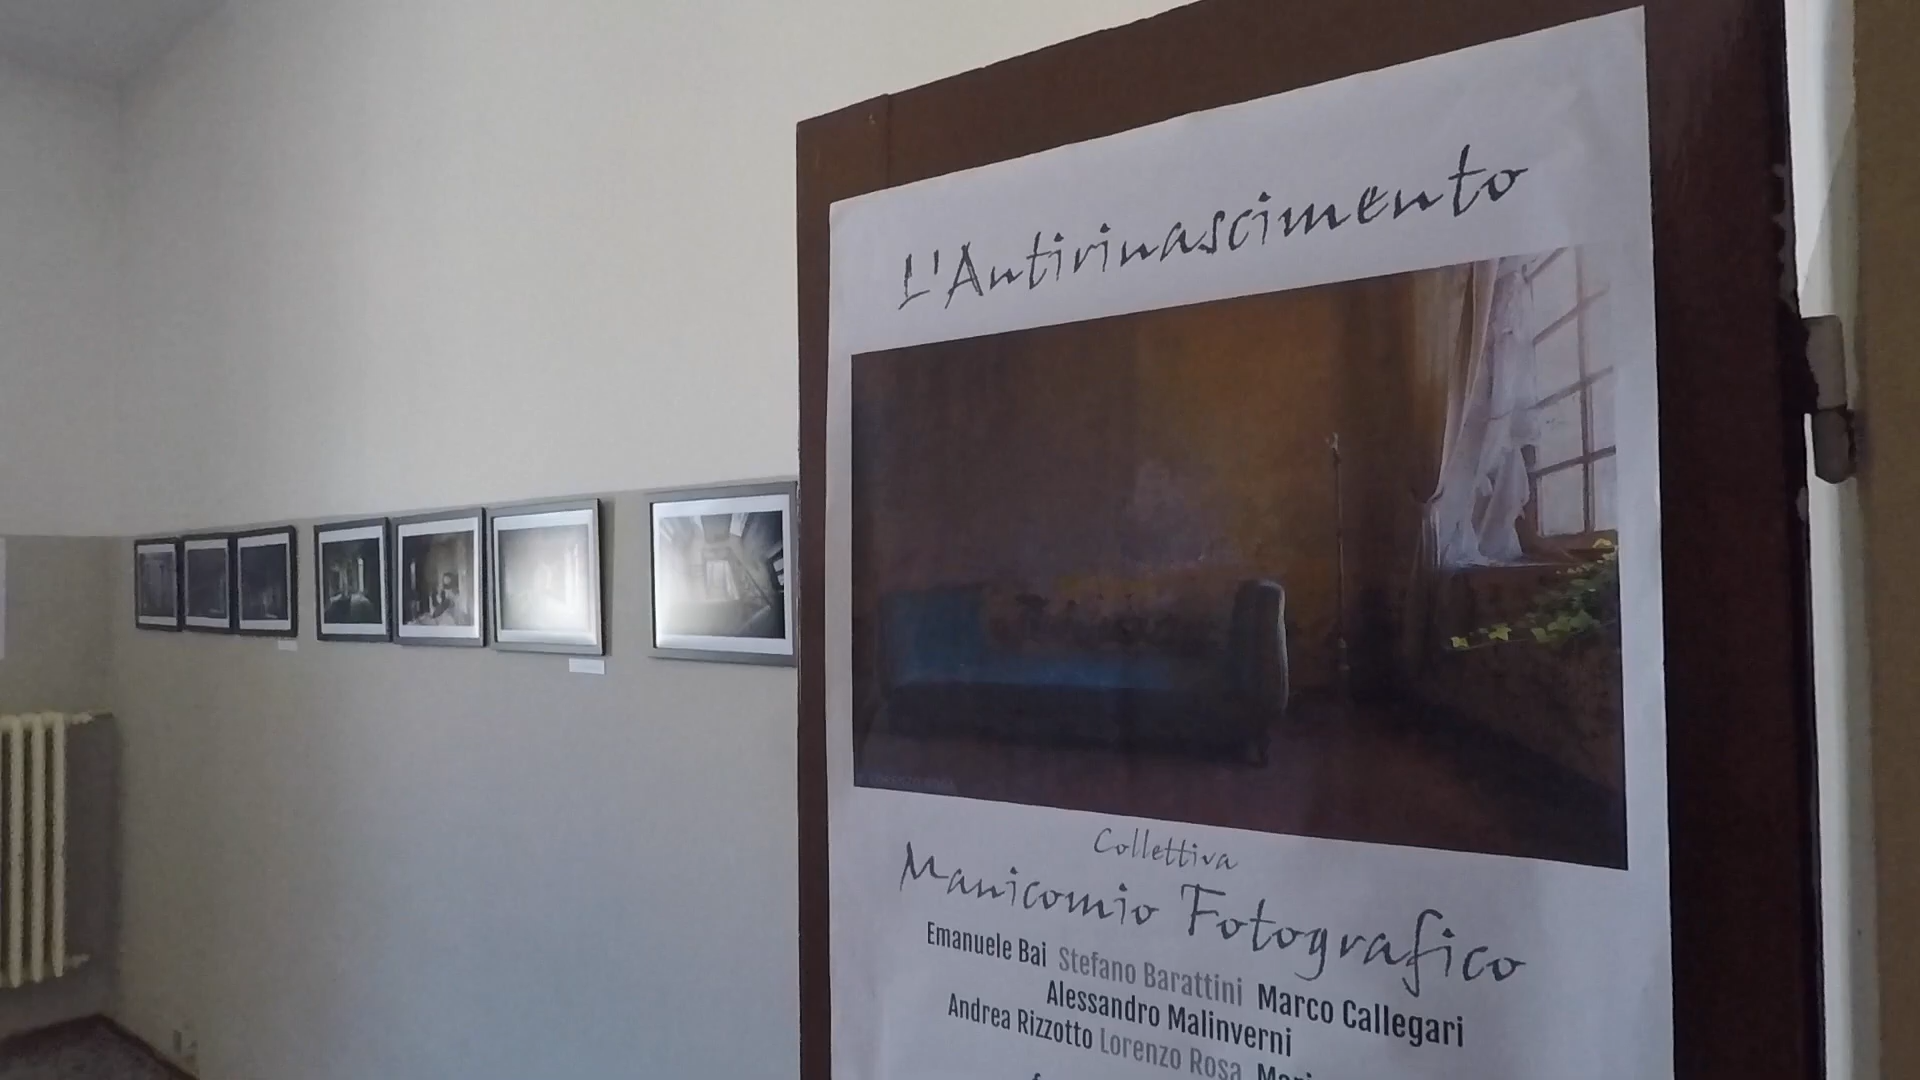 L'Antirinascimento
Collettiva
Manicomio Fotografico
Emanuele Bai Stefano Barattini Marco Callegari
Alessandro Malinverni
Andrea Rizzotto Lorenzo Rosa